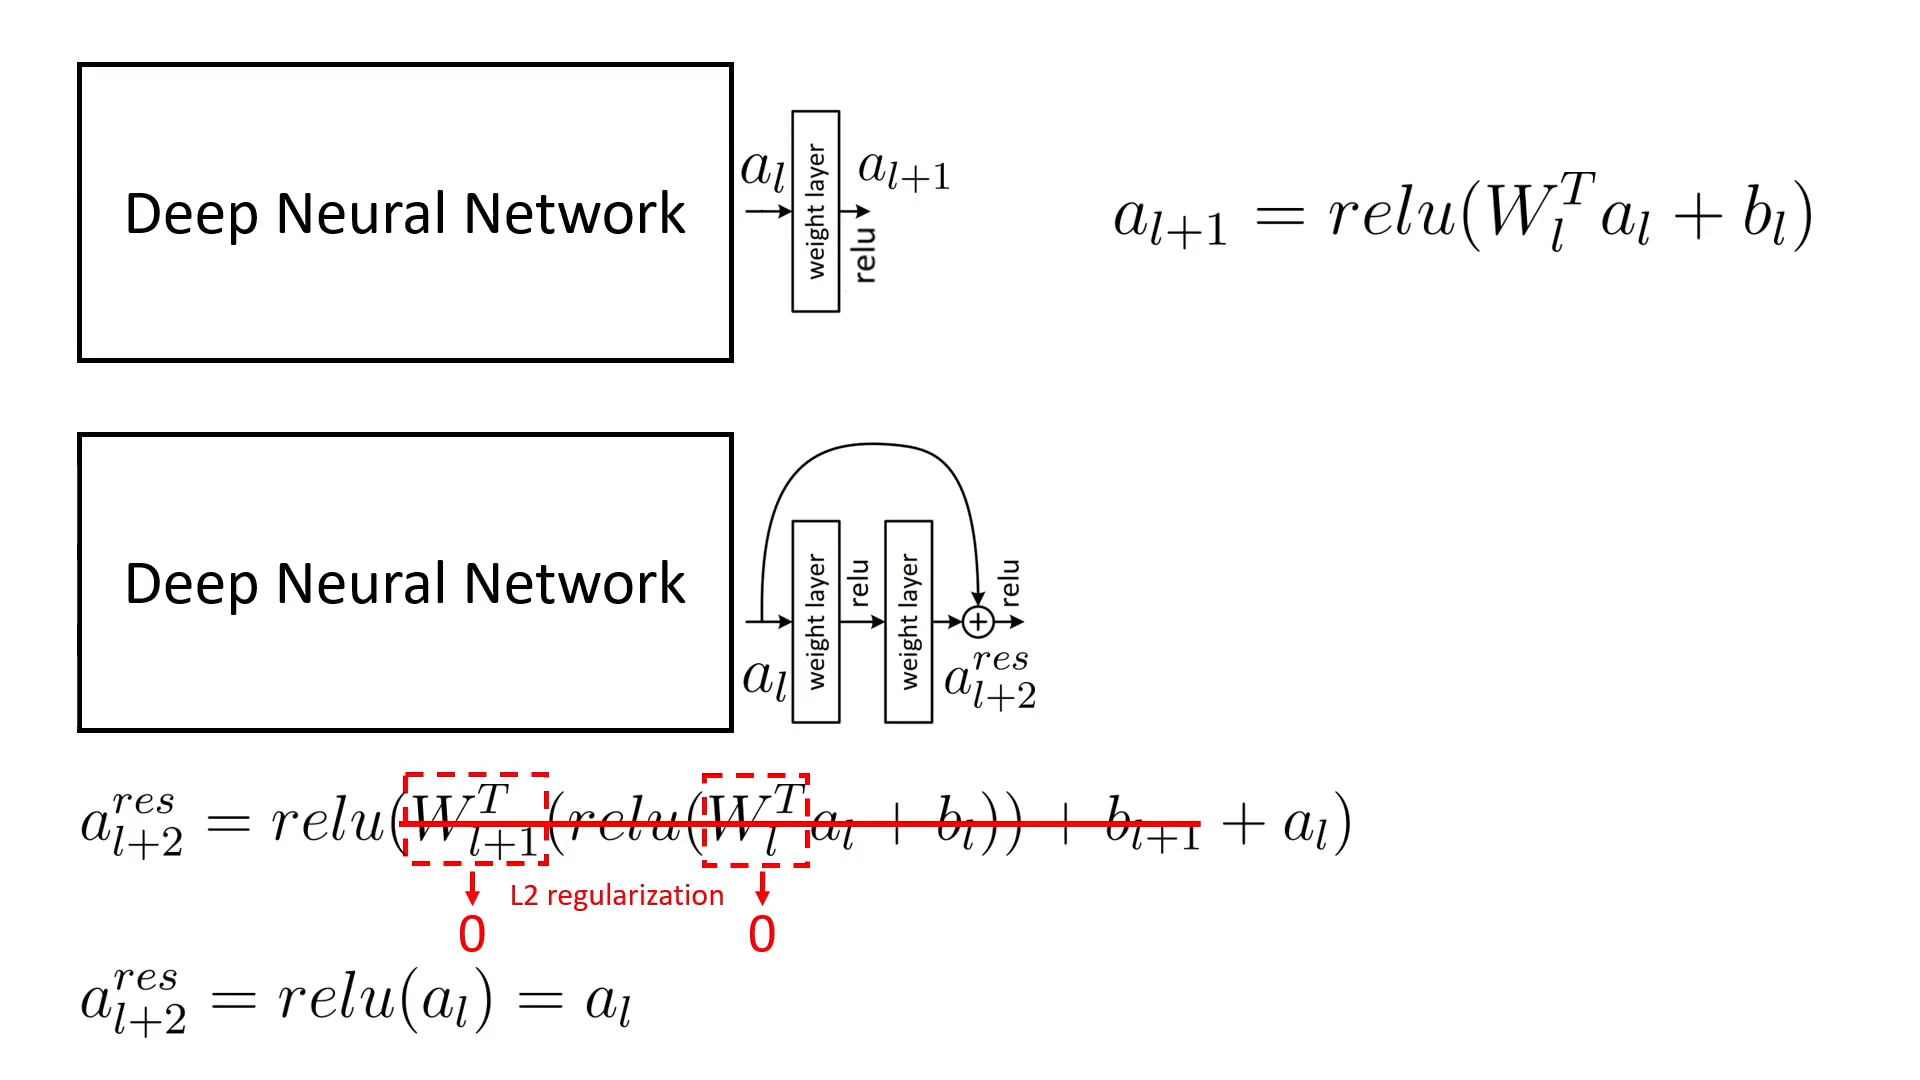 Deep Neural Network
a_l
weight layer
relu
a_{l+1}
a_{l+1} = relu(W_l^T a_l + b_l)
Deep Neural Network
a_l
weight layer
relu
weight layer
relu
a_{l+2}^{res}
a_{l+2}^{res} = relu(W_{l+1}^T(relu(W_l^T a_l + b_l)) + b_{l+1} + a_l)
L2 regularization
0 0
a_{l+2}^{res} = relu(a_l) = a_l